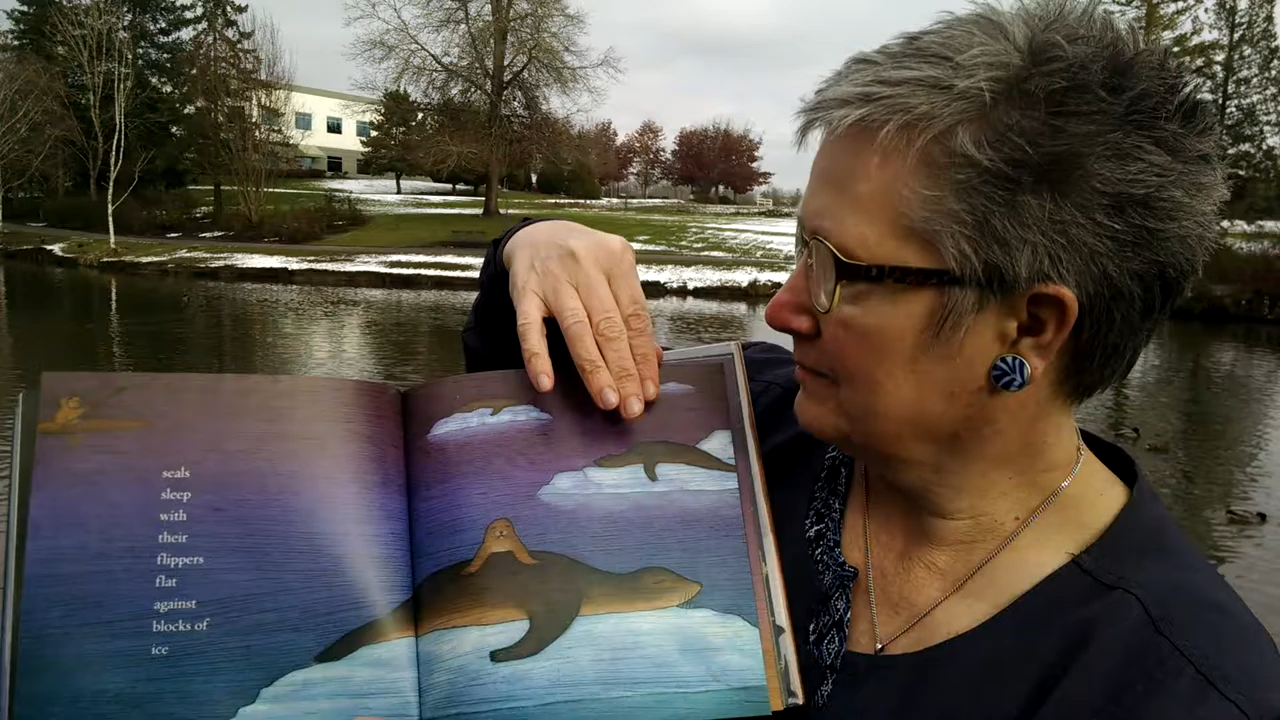 seals
sleep
with
their
flippers
flat
against
blocks of
ice